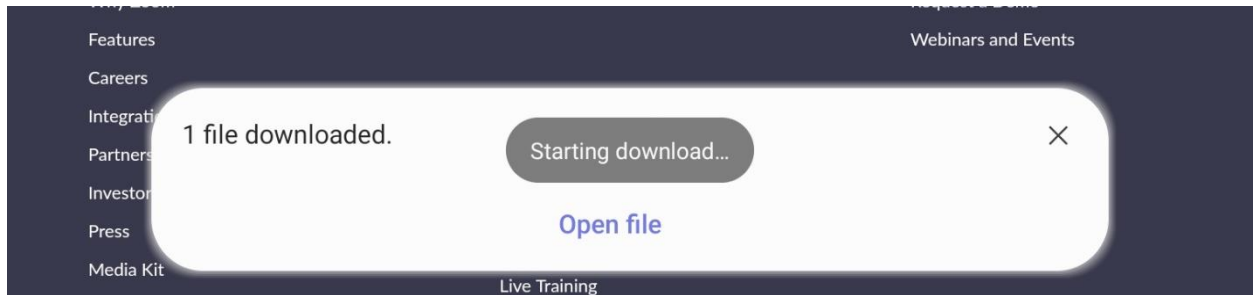 Features
Webinars and Events
Careers
Integrati
1 file downloaded.
Starting download...
Partners
Investor
Open file
Press
Media Kit
Live Training